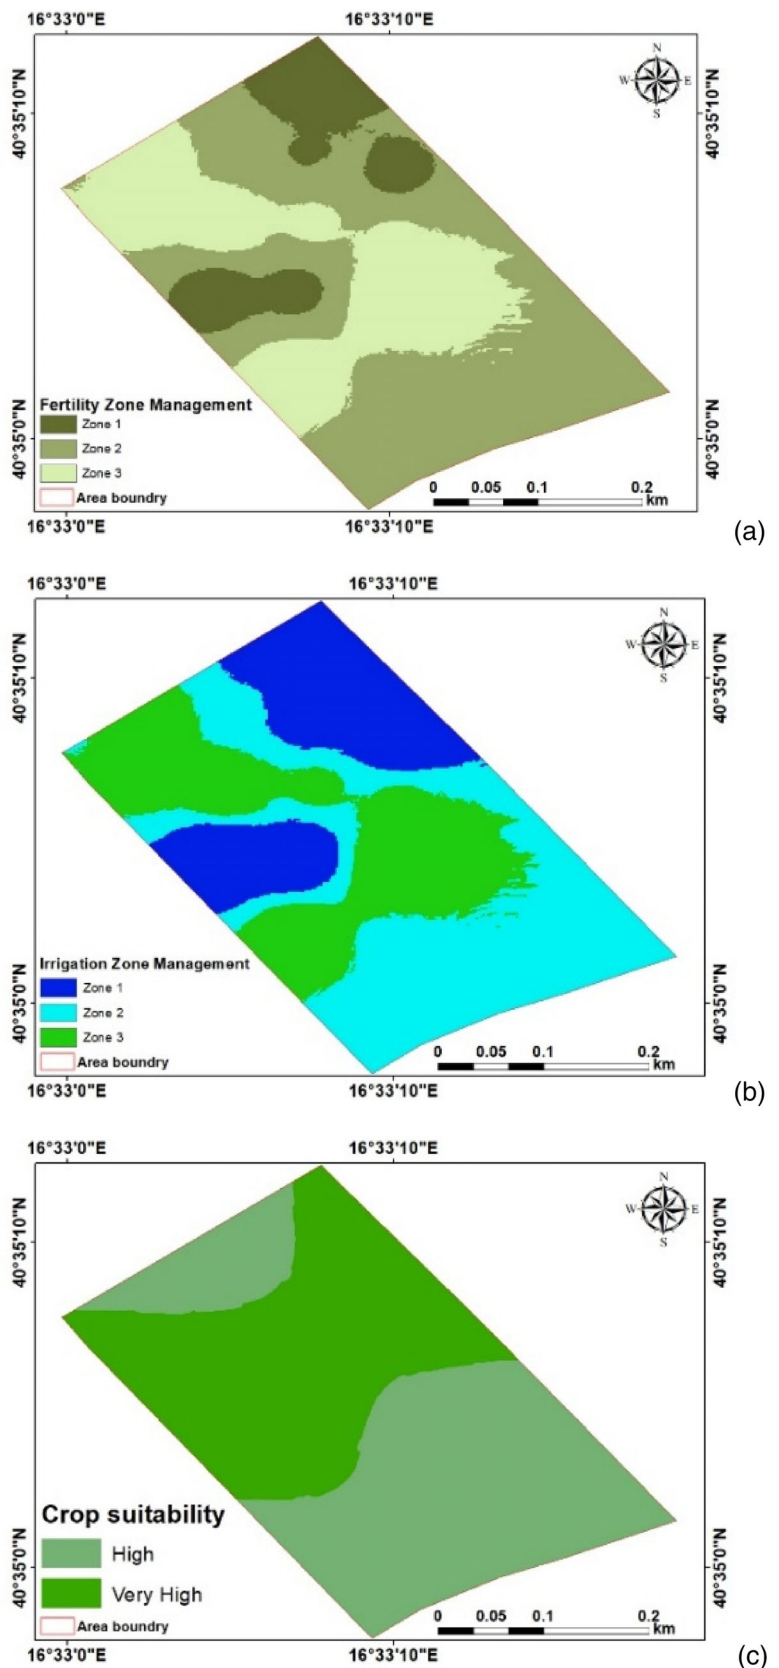 16°33'0"E 16°33'10"E
N
W E
S
40°35'10"N 40°35'10"N
Fertility Zone Management
Zone 1
Zone 2
Zone 3
Area boundry
40°35'0"N 40°35'0"N
0 0.05 0.1 0.2
km
16°33'0"E 16°33'10"E
(a)
16°33'0"E 16°33'10"E
N
W E
S
40°35'10"N 40°35'10"N
Irrigation Zone Management
Zone 1
Zone 2
Zone 3
Area boundry
40°35'0"N 40°35'0"N
0 0.05 0.1 0.2
km
16°33'0"E 16°33'10"E
(b)
16°33'0"E 16°33'10"E
N
W E
S
40°35'10"N 40°35'10"N
Crop suitability
High
Very High
Area boundry
40°35'0"N 40°35'0"N
0 0.05 0.1 0.2
km
16°33'0"E 16°33'10"E
(c)